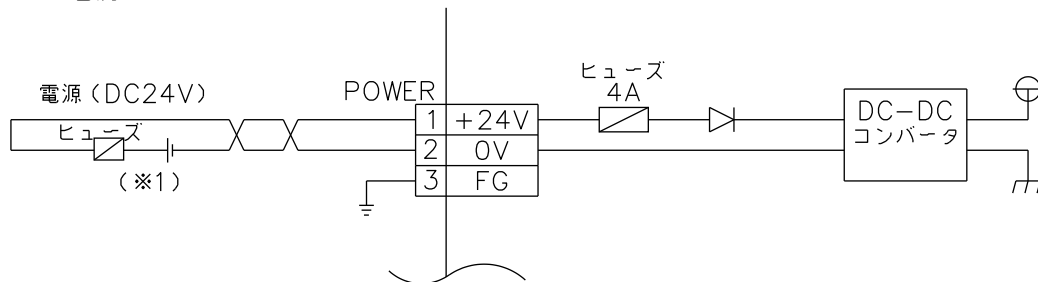 ヒューズ
4A
電源(DC24V)
POWER
ヒューズ
1 +24V
2 0V
3 FG
(※1)
DC-DC
コンバータ